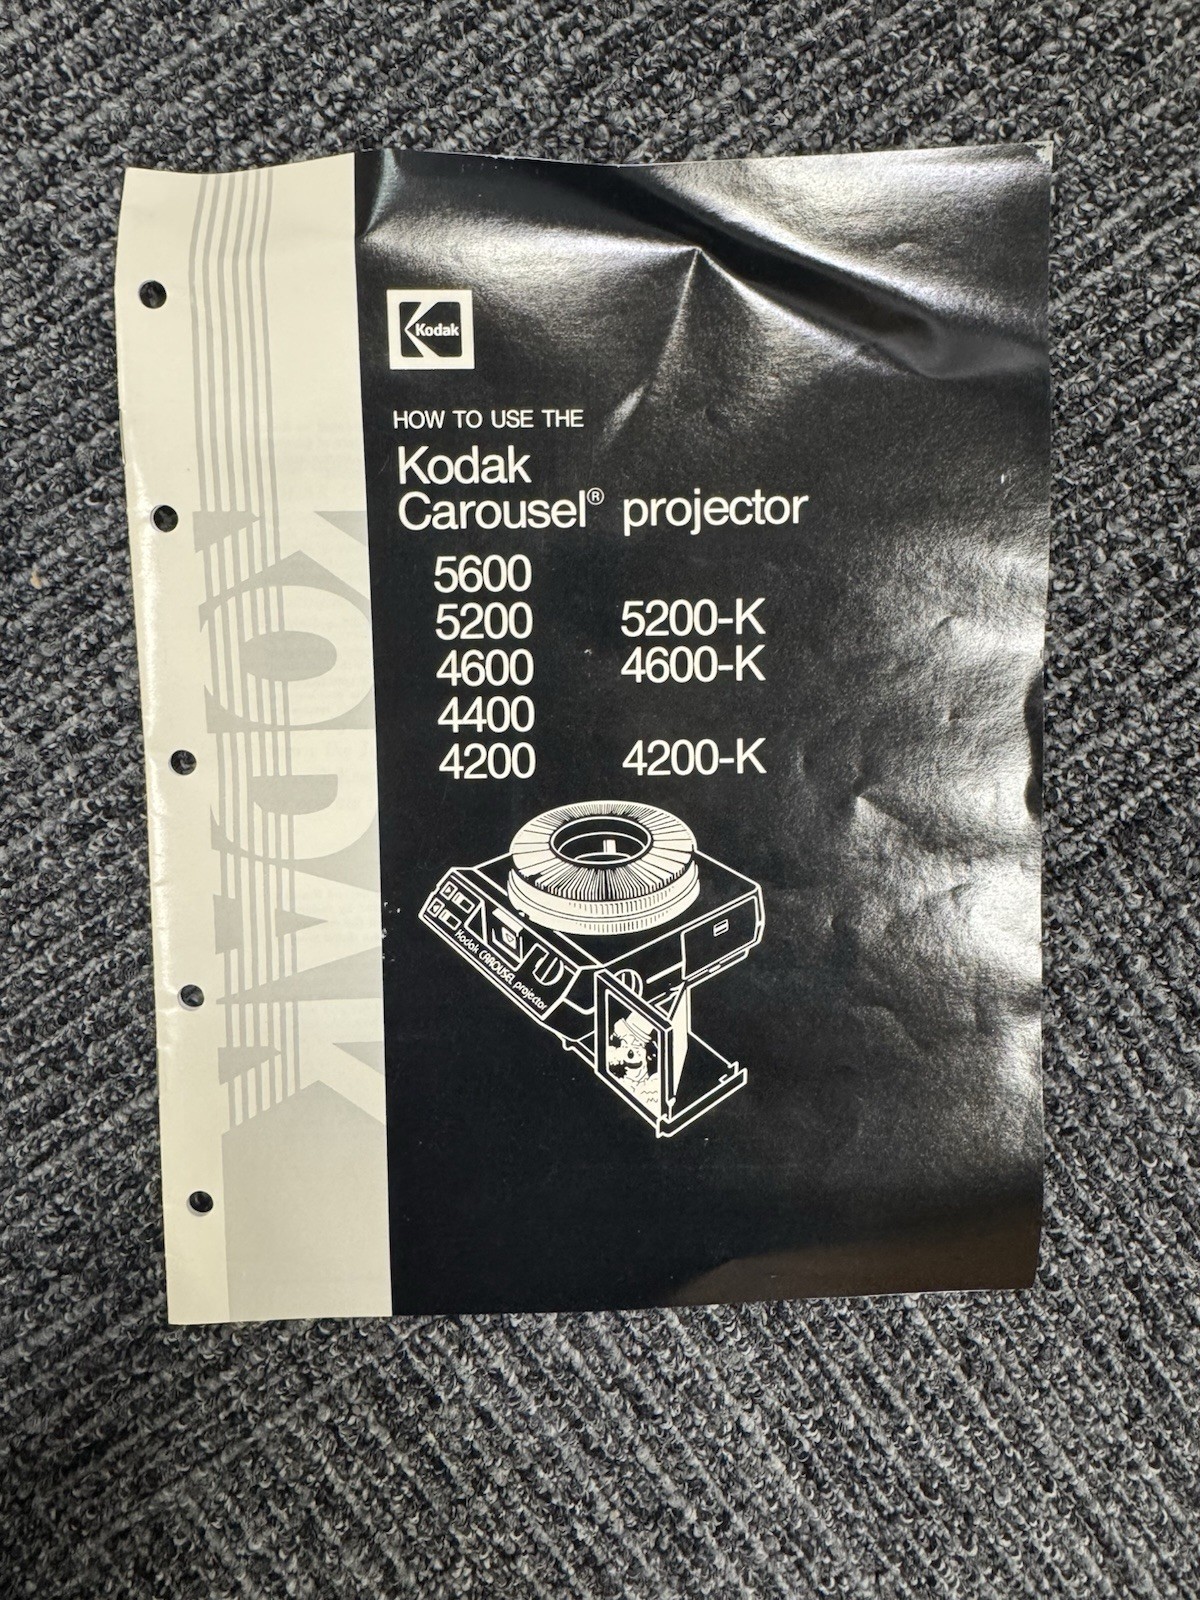 Kodak
HOW TO USE THE
Kodak
Carousel® projector
5600
5200 5200-K
4600 4600-K
4400
4200 4200-K
Kodak CAROUSEL projector
KODAK